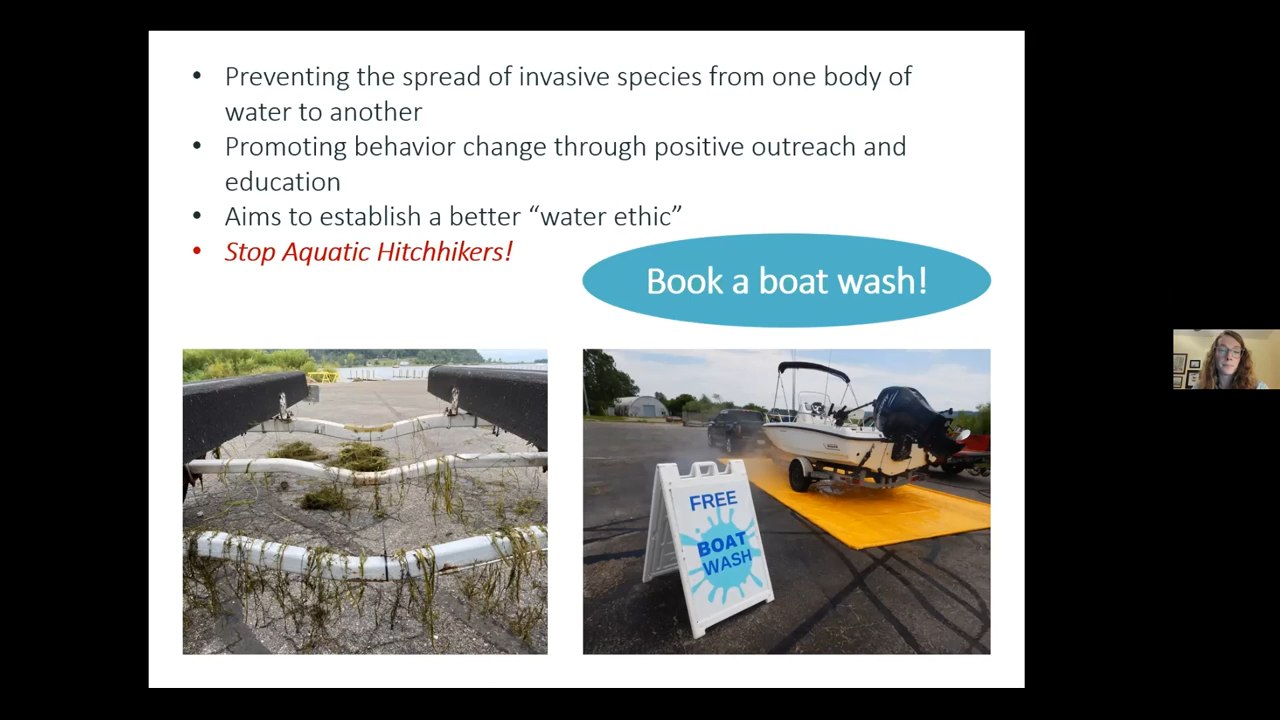 • Preventing the spread of invasive species from one body of
water to another
• Promoting behavior change through positive outreach and
education
• Aims to establish a better “water ethic”
• Stop Aquatic Hitchhikers!
Book a boat wash!
FREE
BOAT
WASH